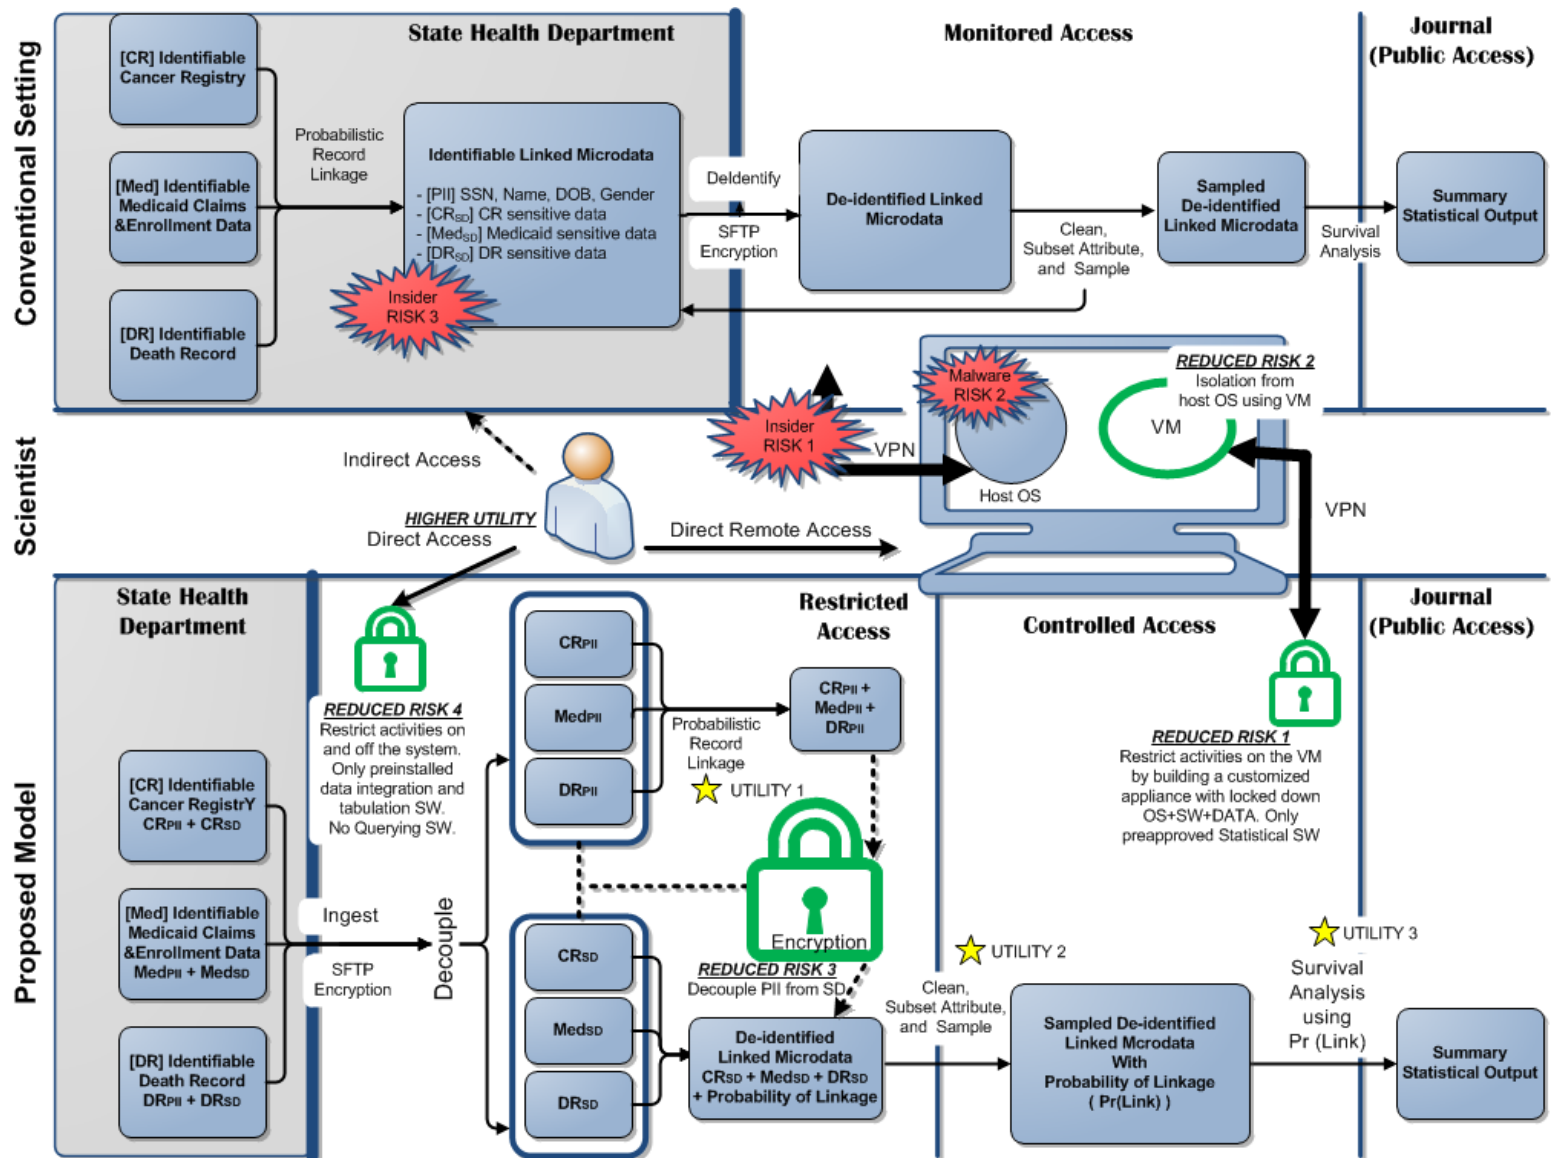 Conventional Setting
State Health Department
Monitored Access
Journal
(Public Access)
[CR] Identifiable
Cancer Registry
[Med] Identifiable
Medicaid Claims
&Enrollment Data
[DR] Identifiable
Death Record
Probabilistic
Record
Linkage
Identifiable Linked Microdata
- [PII] SSN, Name, DOB, Gender
- [CRSD] CR sensitive data
- [MedSD] Medicaid sensitive data
- [DRSD] DR sensitive data
Insider
RISK 3
DeIdentify
SFTP
Encryption
De-identified Linked
Microdata
Clean,
Subset Attribute,
and Sample
Sampled
De-identified
Linked Microdata
Survival
Analysis
Summary
Statistical Output
Scientist
Indirect Access
HIGHER UTILITY
Direct Access
Direct Remote Access
Insider
RISK 1
VPN
Malware
RISK 2
Host OS
VM
REDUCED RISK 2
Isolation from
host OS using VM
VPN
Proposed Model
State Health
Department
Restricted
Access
Controlled Access
Journal
(Public Access)
[CR] Identifiable
Cancer RegistrY
CRPII + CRSD
[Med] Identifiable
Medicaid Claims
&Enrollment Data
MedPII + MedSD
[DR] Identifiable
Death Record
DRPII + DRSD
REDUCED RISK 4
Restrict activities on
and off the system.
Only preinstalled
data integration and
tabulation SW.
No Querying SW.
Ingest
SFTP
Encryption
Decouple
CRPII
MedPII
DRPII
Probabilistic
Record
Linkage
UTILITY 1
CRPII +
MedPII +
DRPII
Encryption
CRSD
MedSD
DRSD
REDUCED RISK 3
Decouple PII from SD
De-identified
Linked Microdata
CRSD + MedSD + DRSD
+ Probability of Linkage
UTILITY 2
Clean,
Subset Attribute,
and Sample
Sampled De-identified
Linked Mcrodata
With
Probability of Linkage
( Pr(Link) )
REDUCED RISK 1
Restrict activities on the VM
by building a customized
appliance with locked down
OS+SW+DATA. Only
preapproved Statistical SW
UTILITY 3
Survival
Analysis
using
Pr (Link)
Summary
Statistical Output